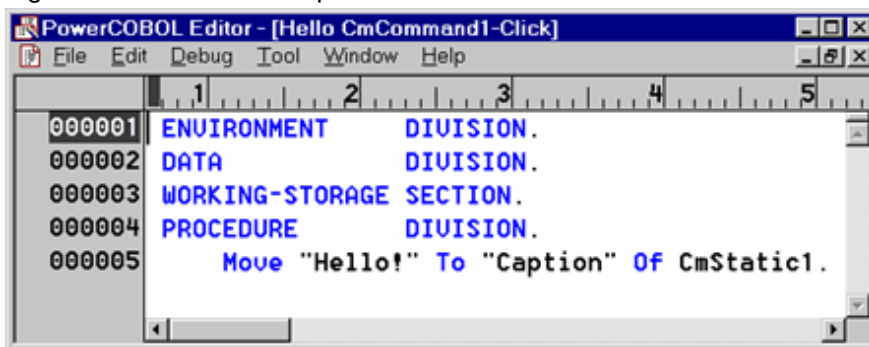 PowerCOBOL Editor - [Hello CmCommand1-Click]
File Edit Debug Tool Window Help
1 2 3 4 5
000001 ENVIRONMENT DIVISION.
000002 DATA DIVISION.
000003 WORKING-STORAGE SECTION.
000004 PROCEDURE DIVISION.
000005 Move "Hello!" To "Caption" Of CmStatic1.